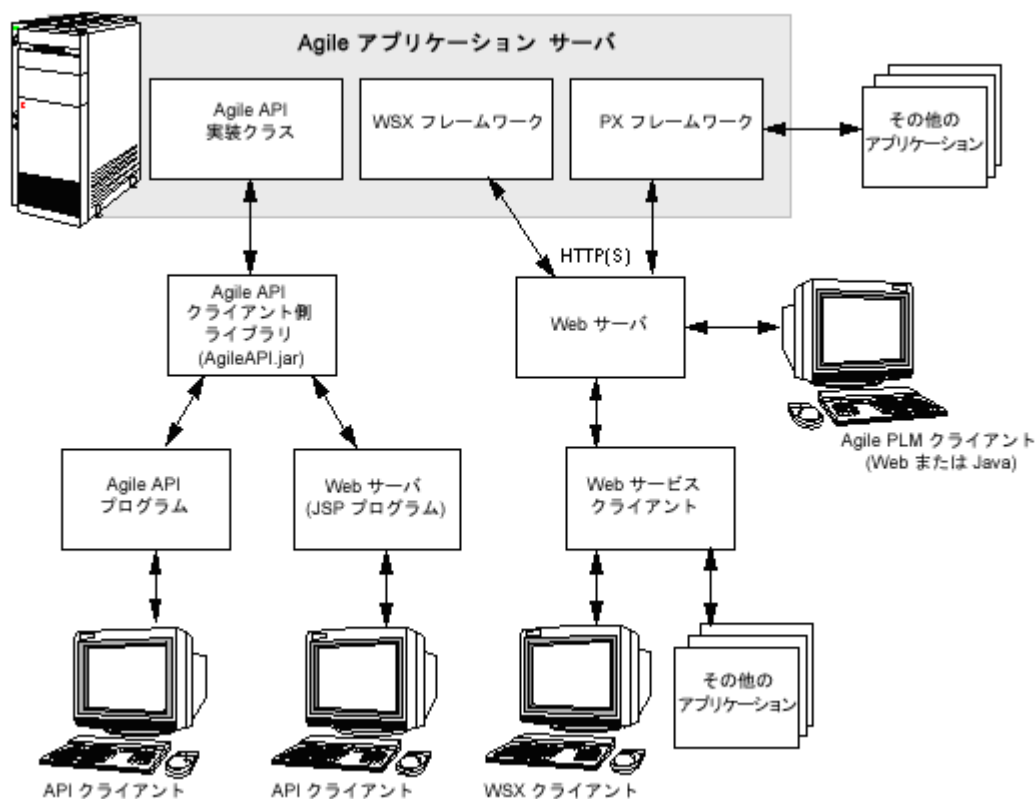 Agile アプリケーション サーバ
Agile API
実装クラス
WSX フレームワーク
PX フレームワーク
その他の
アプリケーション
HTTP(S)
Agile API
クライアント側
ライブラリ
(AgileAPI.jar)
Web サーバ
Agile PLM クライアント
(Web または Java)
Agile API
プログラム
Web サーバ
(JSP プログラム)
Web サービス
クライアント
その他の
アプリケーション
API クライアント
API クライアント
WSX クライアント